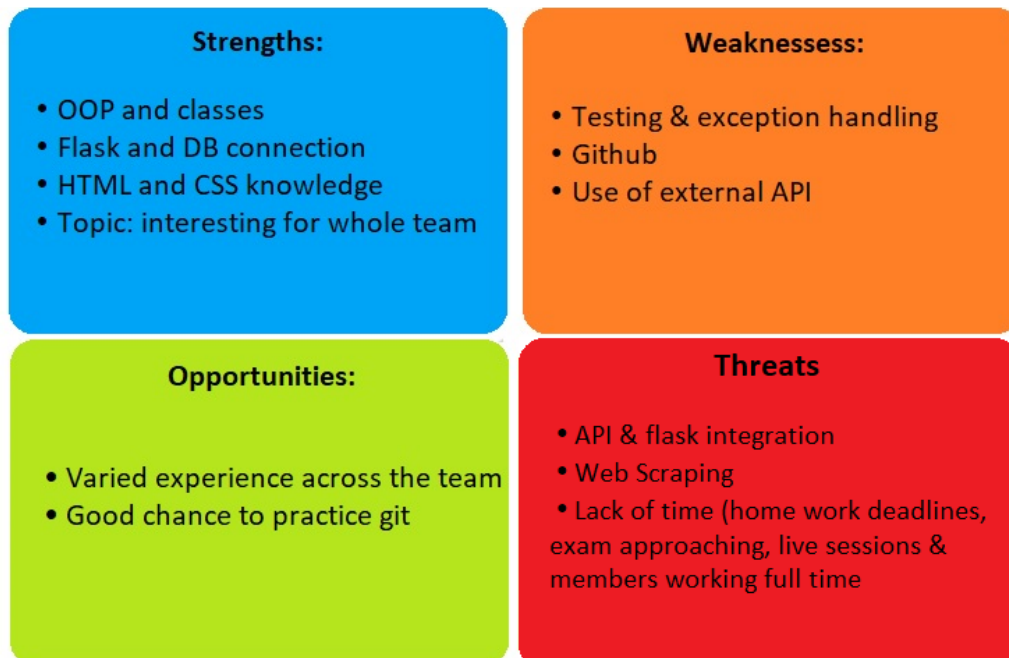 Strengths:
• OOP and classes
• Flask and DB connection
• HTML and CSS knowledge
• Topic: interesting for whole team
Weaknessess:
• Testing & exception handling
• Github
• Use of external API
Opportunities:
• Varied experience across the team
• Good chance to practice git
Threats
• API & flask integration
• Web Scraping
• Lack of time (home work deadlines,
exam approaching, live sessions &
members working full time